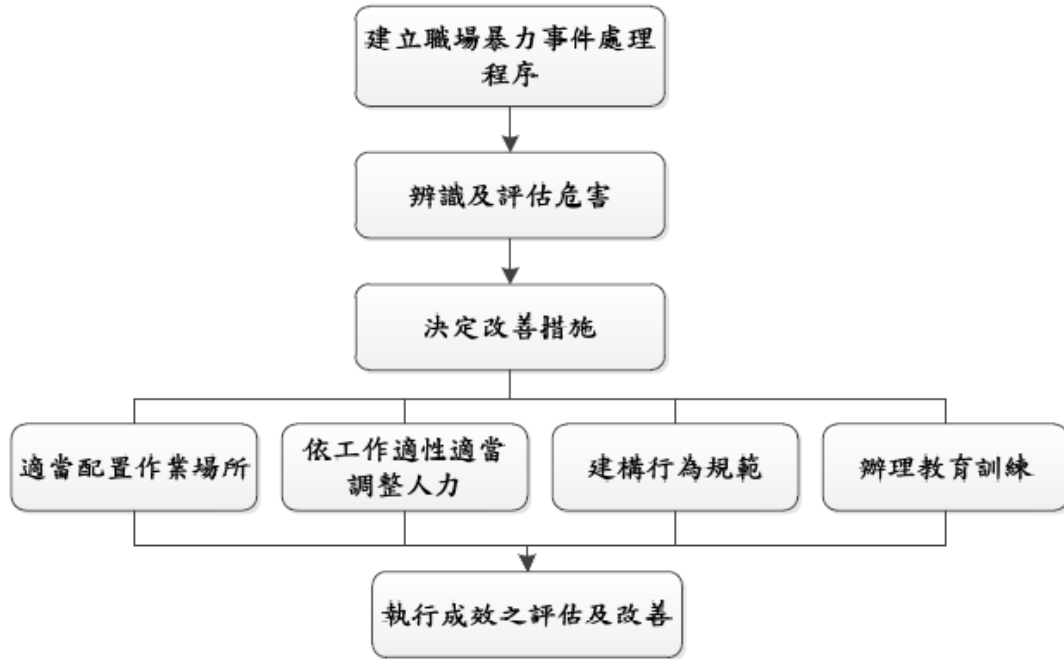 建立職場暴力事件處理
程序
辨識及評估危害
決定改善措施
適當配置作業場所
依工作適性適當
調整人力
建構行為規範
辦理教育訓練
執行成效之評估及改善